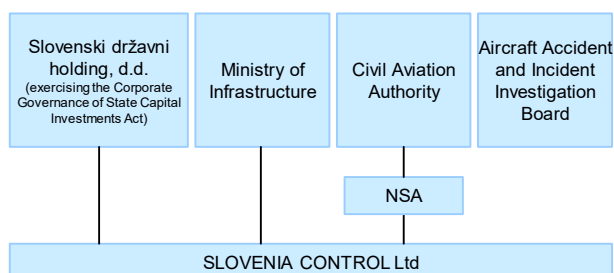 Slovenski državni
holding, d.d.
(exercising the Corporate
Governance of State Capital
Investments Act)
Ministry of
Infrastructure
Civil Aviation
Authority
Aircraft Accident
and Incident
Investigation
Board
NSA
SLOVENIA CONTROL Ltd